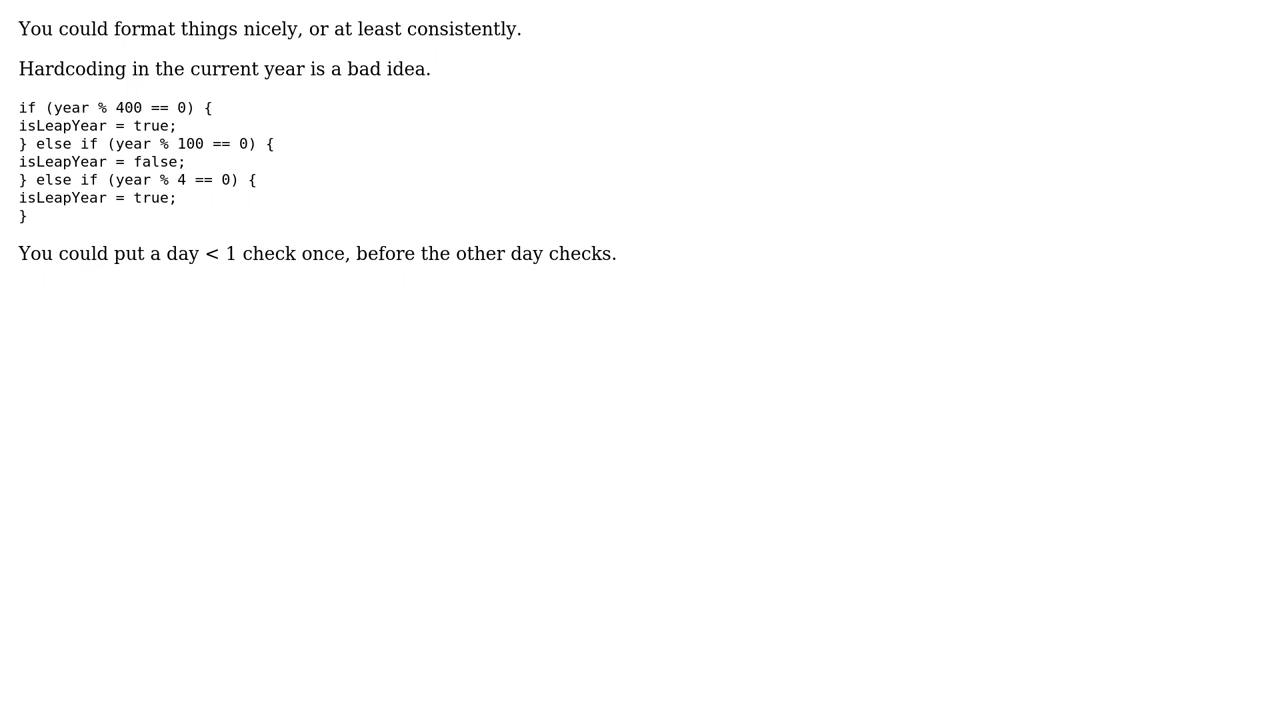 You could format things nicely, or at least consistently.
Hardcoding in the current year is a bad idea.
if (year % 400 == 0) {
isLeapYear = true;
} else if (year % 100 == 0) {
isLeapYear = false;
} else if (year % 4 == 0) {
isLeapYear = true;
}
You could put a day < 1 check once, before the other day checks.